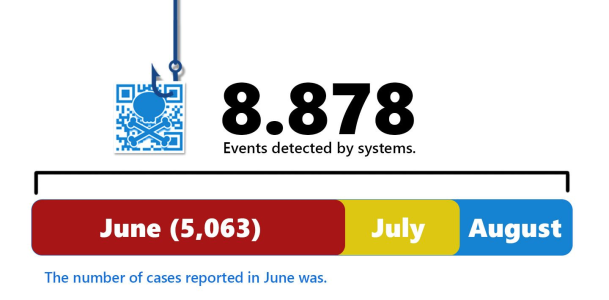 8.878
Events detected by systems.
June (5,063) July August
The number of cases reported in June was.